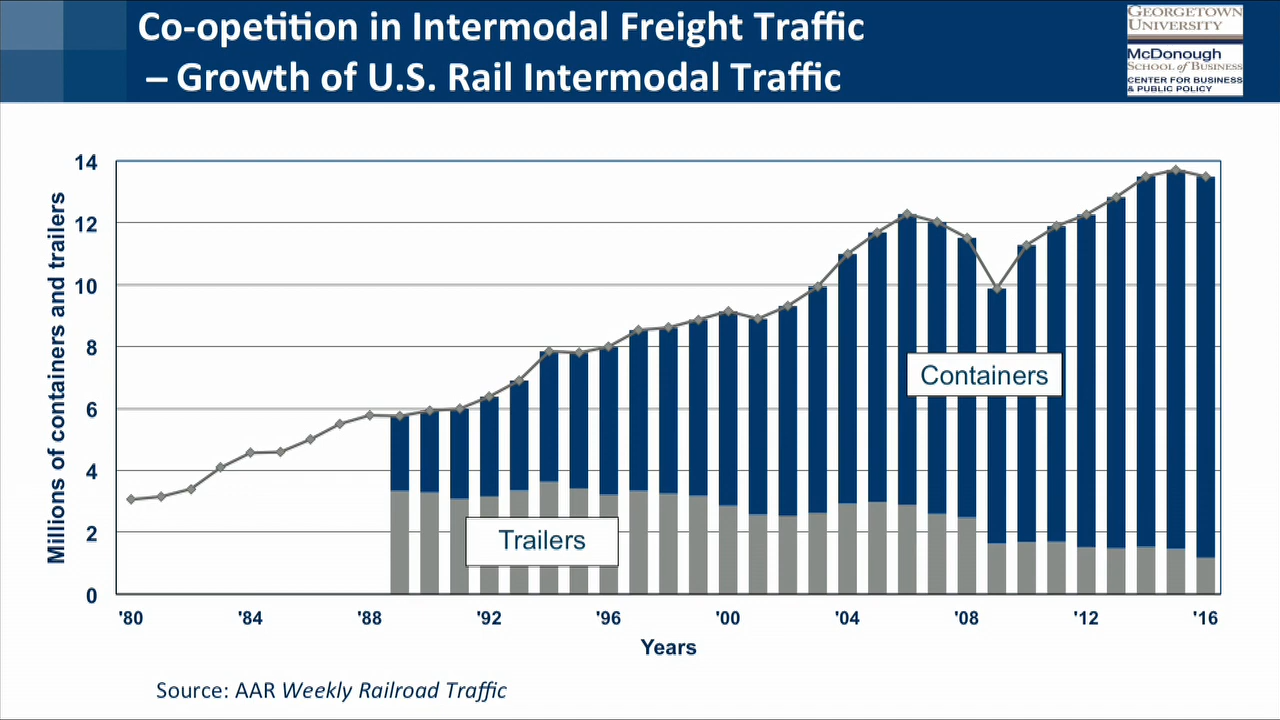 Co-opetition in Intermodal Freight Traffic
– Growth of U.S. Rail Intermodal Traffic
GEORGETOWN
UNIVERSITY
McDonough
SCHOOL of BUSINESS
CENTER FOR BUSINESS
& PUBLIC POLICY
Millions of containers and trailers
14
12
10
8
6
4
2
0
Containers
Trailers
'80 '84 '88 '92 '96 '00 '04 '08 '12 '16
Years
Source: AAR Weekly Railroad Traffic